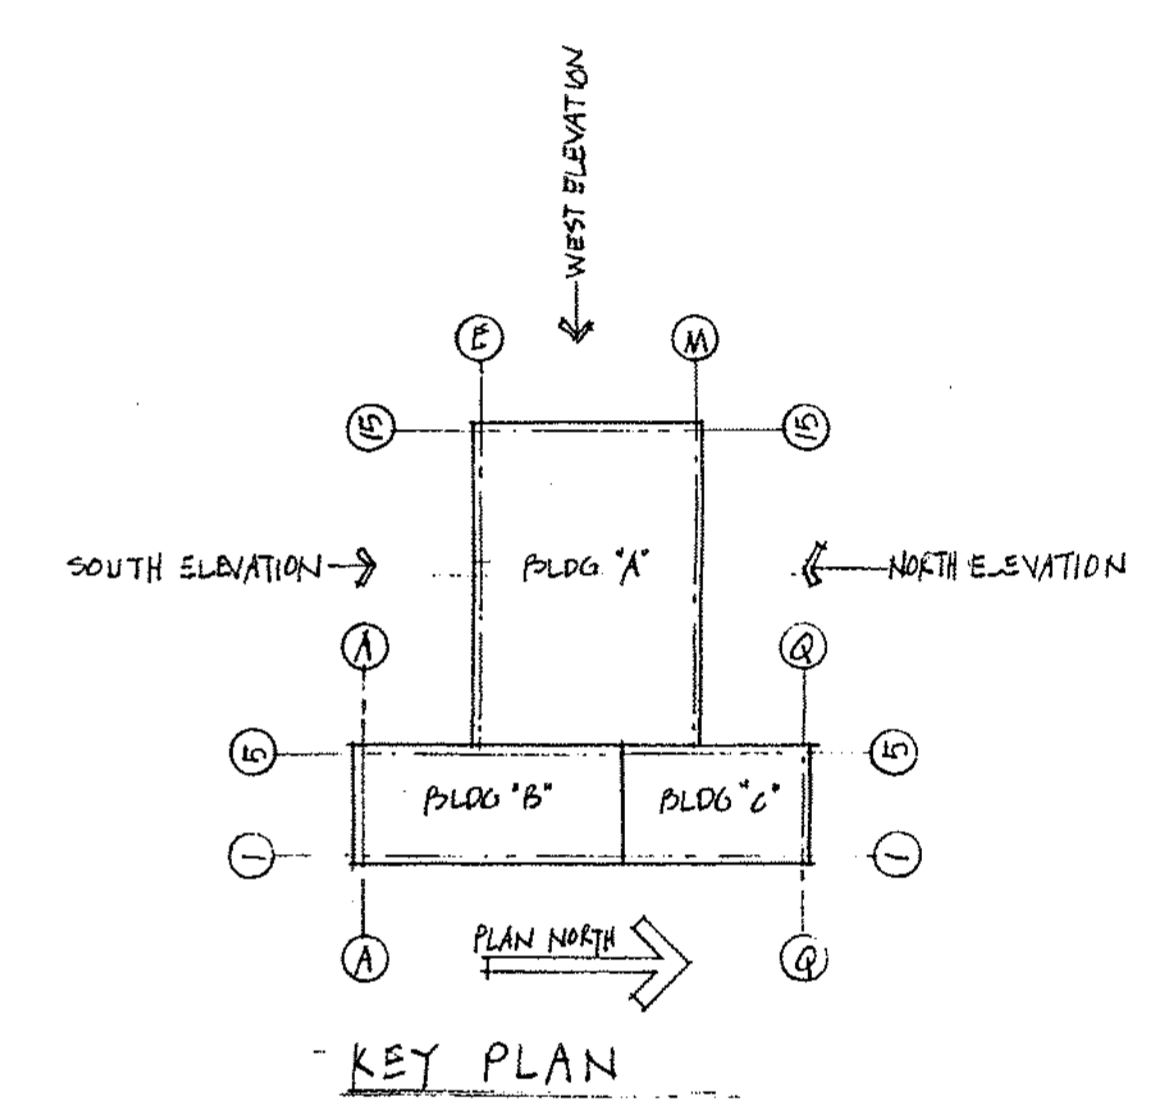 WEST ELEVATION
E
M
15
15
SOUTH ELEVATION
BLDG. "A"
NORTH ELEVATION
A
Q
5
5
BLDG "B"
BLDG "C"
1
1
PLAN NORTH
A
Q
KEY PLAN